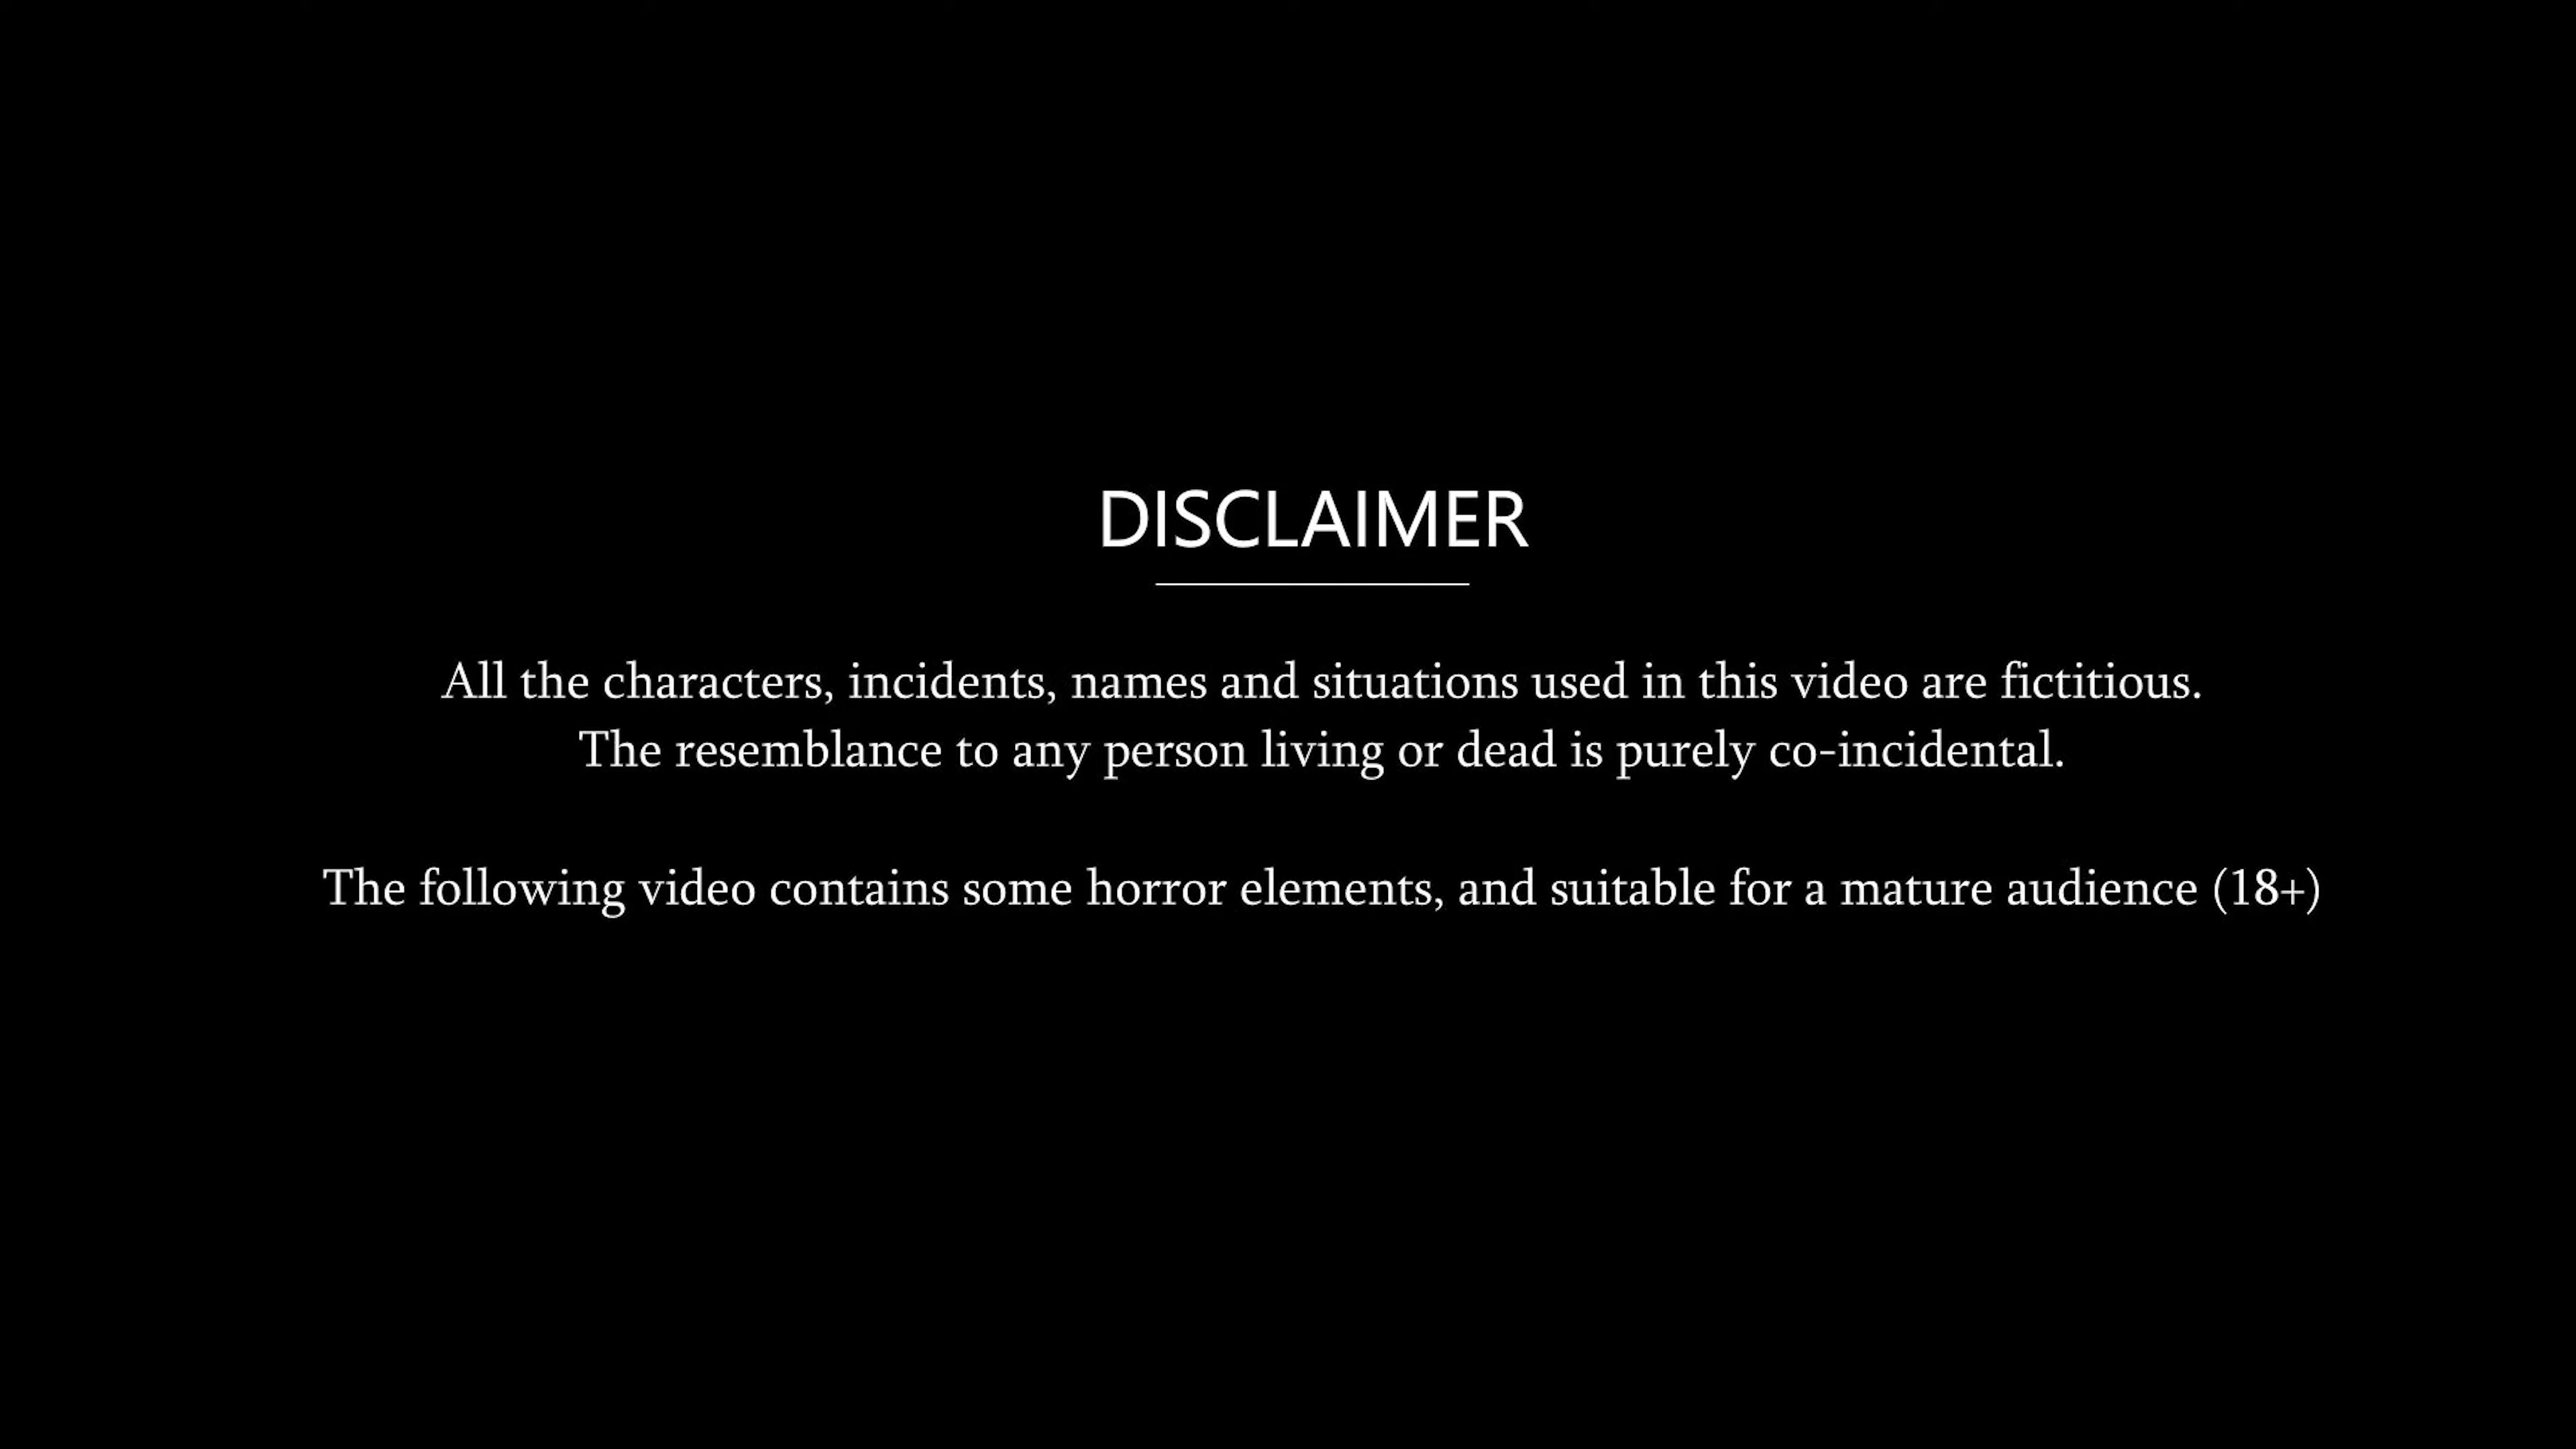 DISCLAIMER
All the characters, incidents, names and situations used in this video are fictitious.
The resemblance to any person living or dead is purely co-incidental.
The following video contains some horror elements, and suitable for a mature audience (18+)